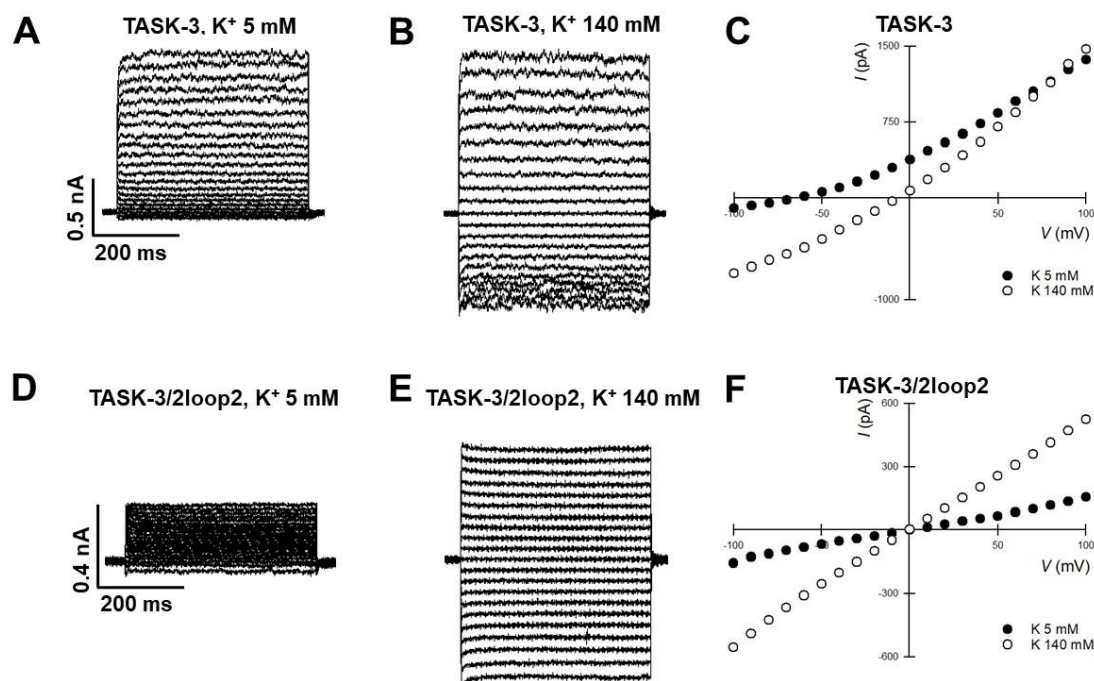 A
TASK-3, K⁺ 5 mM
0.5 nA
200 ms
B
TASK-3, K⁺ 140 mM
C
TASK-3
I (pA)
1500
750
-100
-50
50
100
V (mV)
K 5 mM
K 140 mM
-1000
D
TASK-3/2loop2, K⁺ 5 mM
0.4 nA
200 ms
E
TASK-3/2loop2, K⁺ 140 mM
F
TASK-3/2loop2
I (pA)
600
300
-100
-50
0
50
100
V (mV)
-300
K 5 mM
K 140 mM
-600